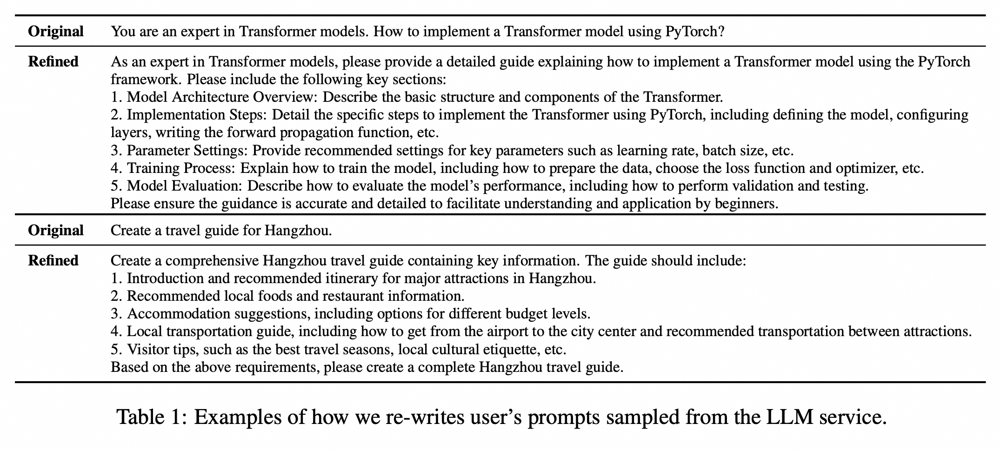 Original You are an expert in Transformer models. How to implement a Transformer model using PyTorch?
Refined As an expert in Transformer models, please provide a detailed guide explaining how to implement a Transformer model using the PyTorch
framework. Please include the following key sections:
1. Model Architecture Overview: Describe the basic structure and components of the Transformer.
2. Implementation Steps: Detail the specific steps to implement the Transformer using PyTorch, including defining the model, configuring
layers, writing the forward propagation function, etc.
3. Parameter Settings: Provide recommended settings for key parameters such as learning rate, batch size, etc.
4. Training Process: Explain how to train the model, including how to prepare the data, choose the loss function and optimizer, etc.
5. Model Evaluation: Describe how to evaluate the model’s performance, including how to perform validation and testing.
Please ensure the guidance is accurate and detailed to facilitate understanding and application by beginners.
Original Create a travel guide for Hangzhou.
Refined Create a comprehensive Hangzhou travel guide containing key information. The guide should include:
1. Introduction and recommended itinerary for major attractions in Hangzhou.
2. Recommended local foods and restaurant information.
3. Accommodation suggestions, including options for different budget levels.
4. Local transportation guide, including how to get from the airport to the city center and recommended transportation between attractions.
5. Visitor tips, such as the best travel seasons, local cultural etiquette, etc.
Based on the above requirements, please create a complete Hangzhou travel guide.
Table 1: Examples of how we re-writes user’s prompts sampled from the LLM service.